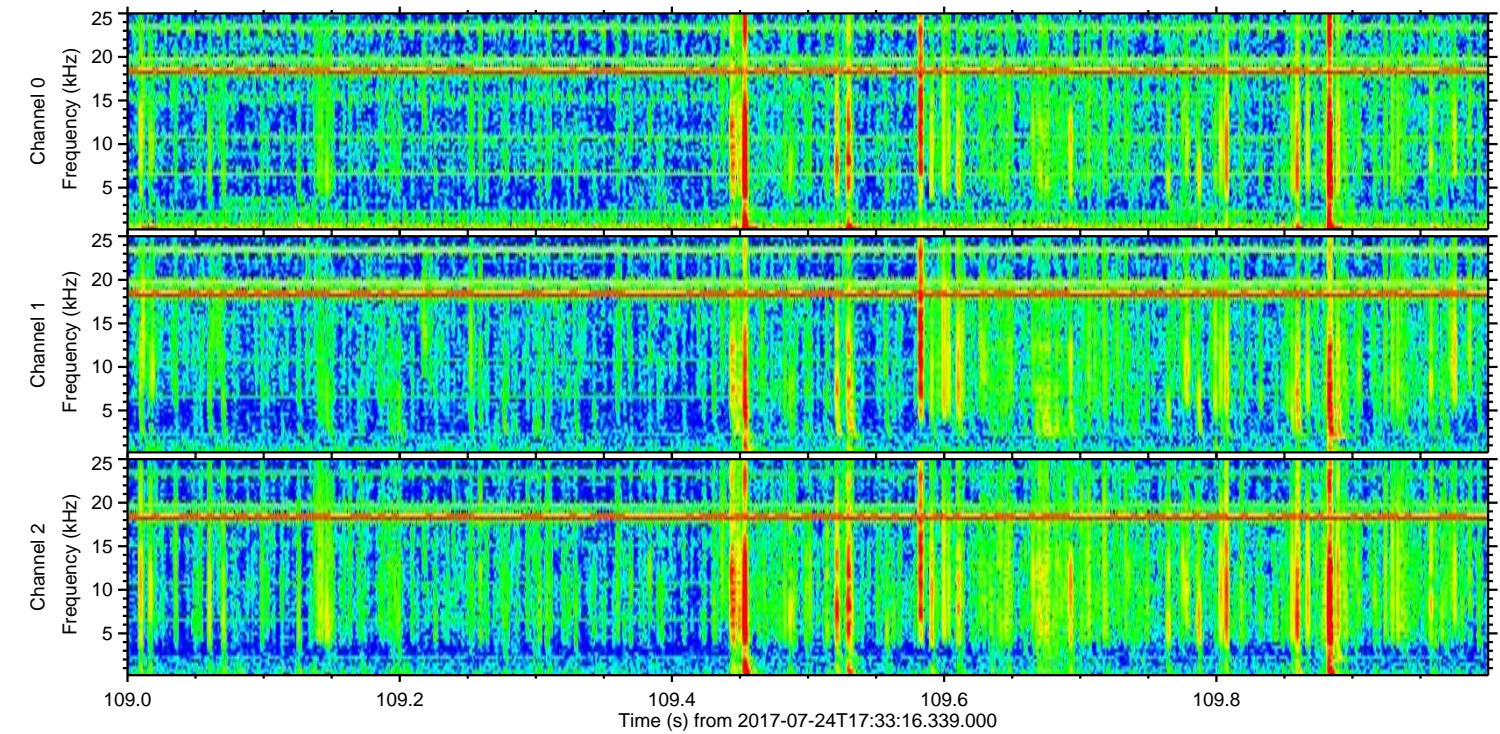 25
20
15
10
5
Channel 0
Frequency (kHz)
25
20
15
10
5
Channel 1
Frequency (kHz)
25
20
15
10
5
Channel 2
Frequency (kHz)
109.0 109.2 109.4 109.6 109.8
Time (s) from 2017-07-24T17:33:16.339.000